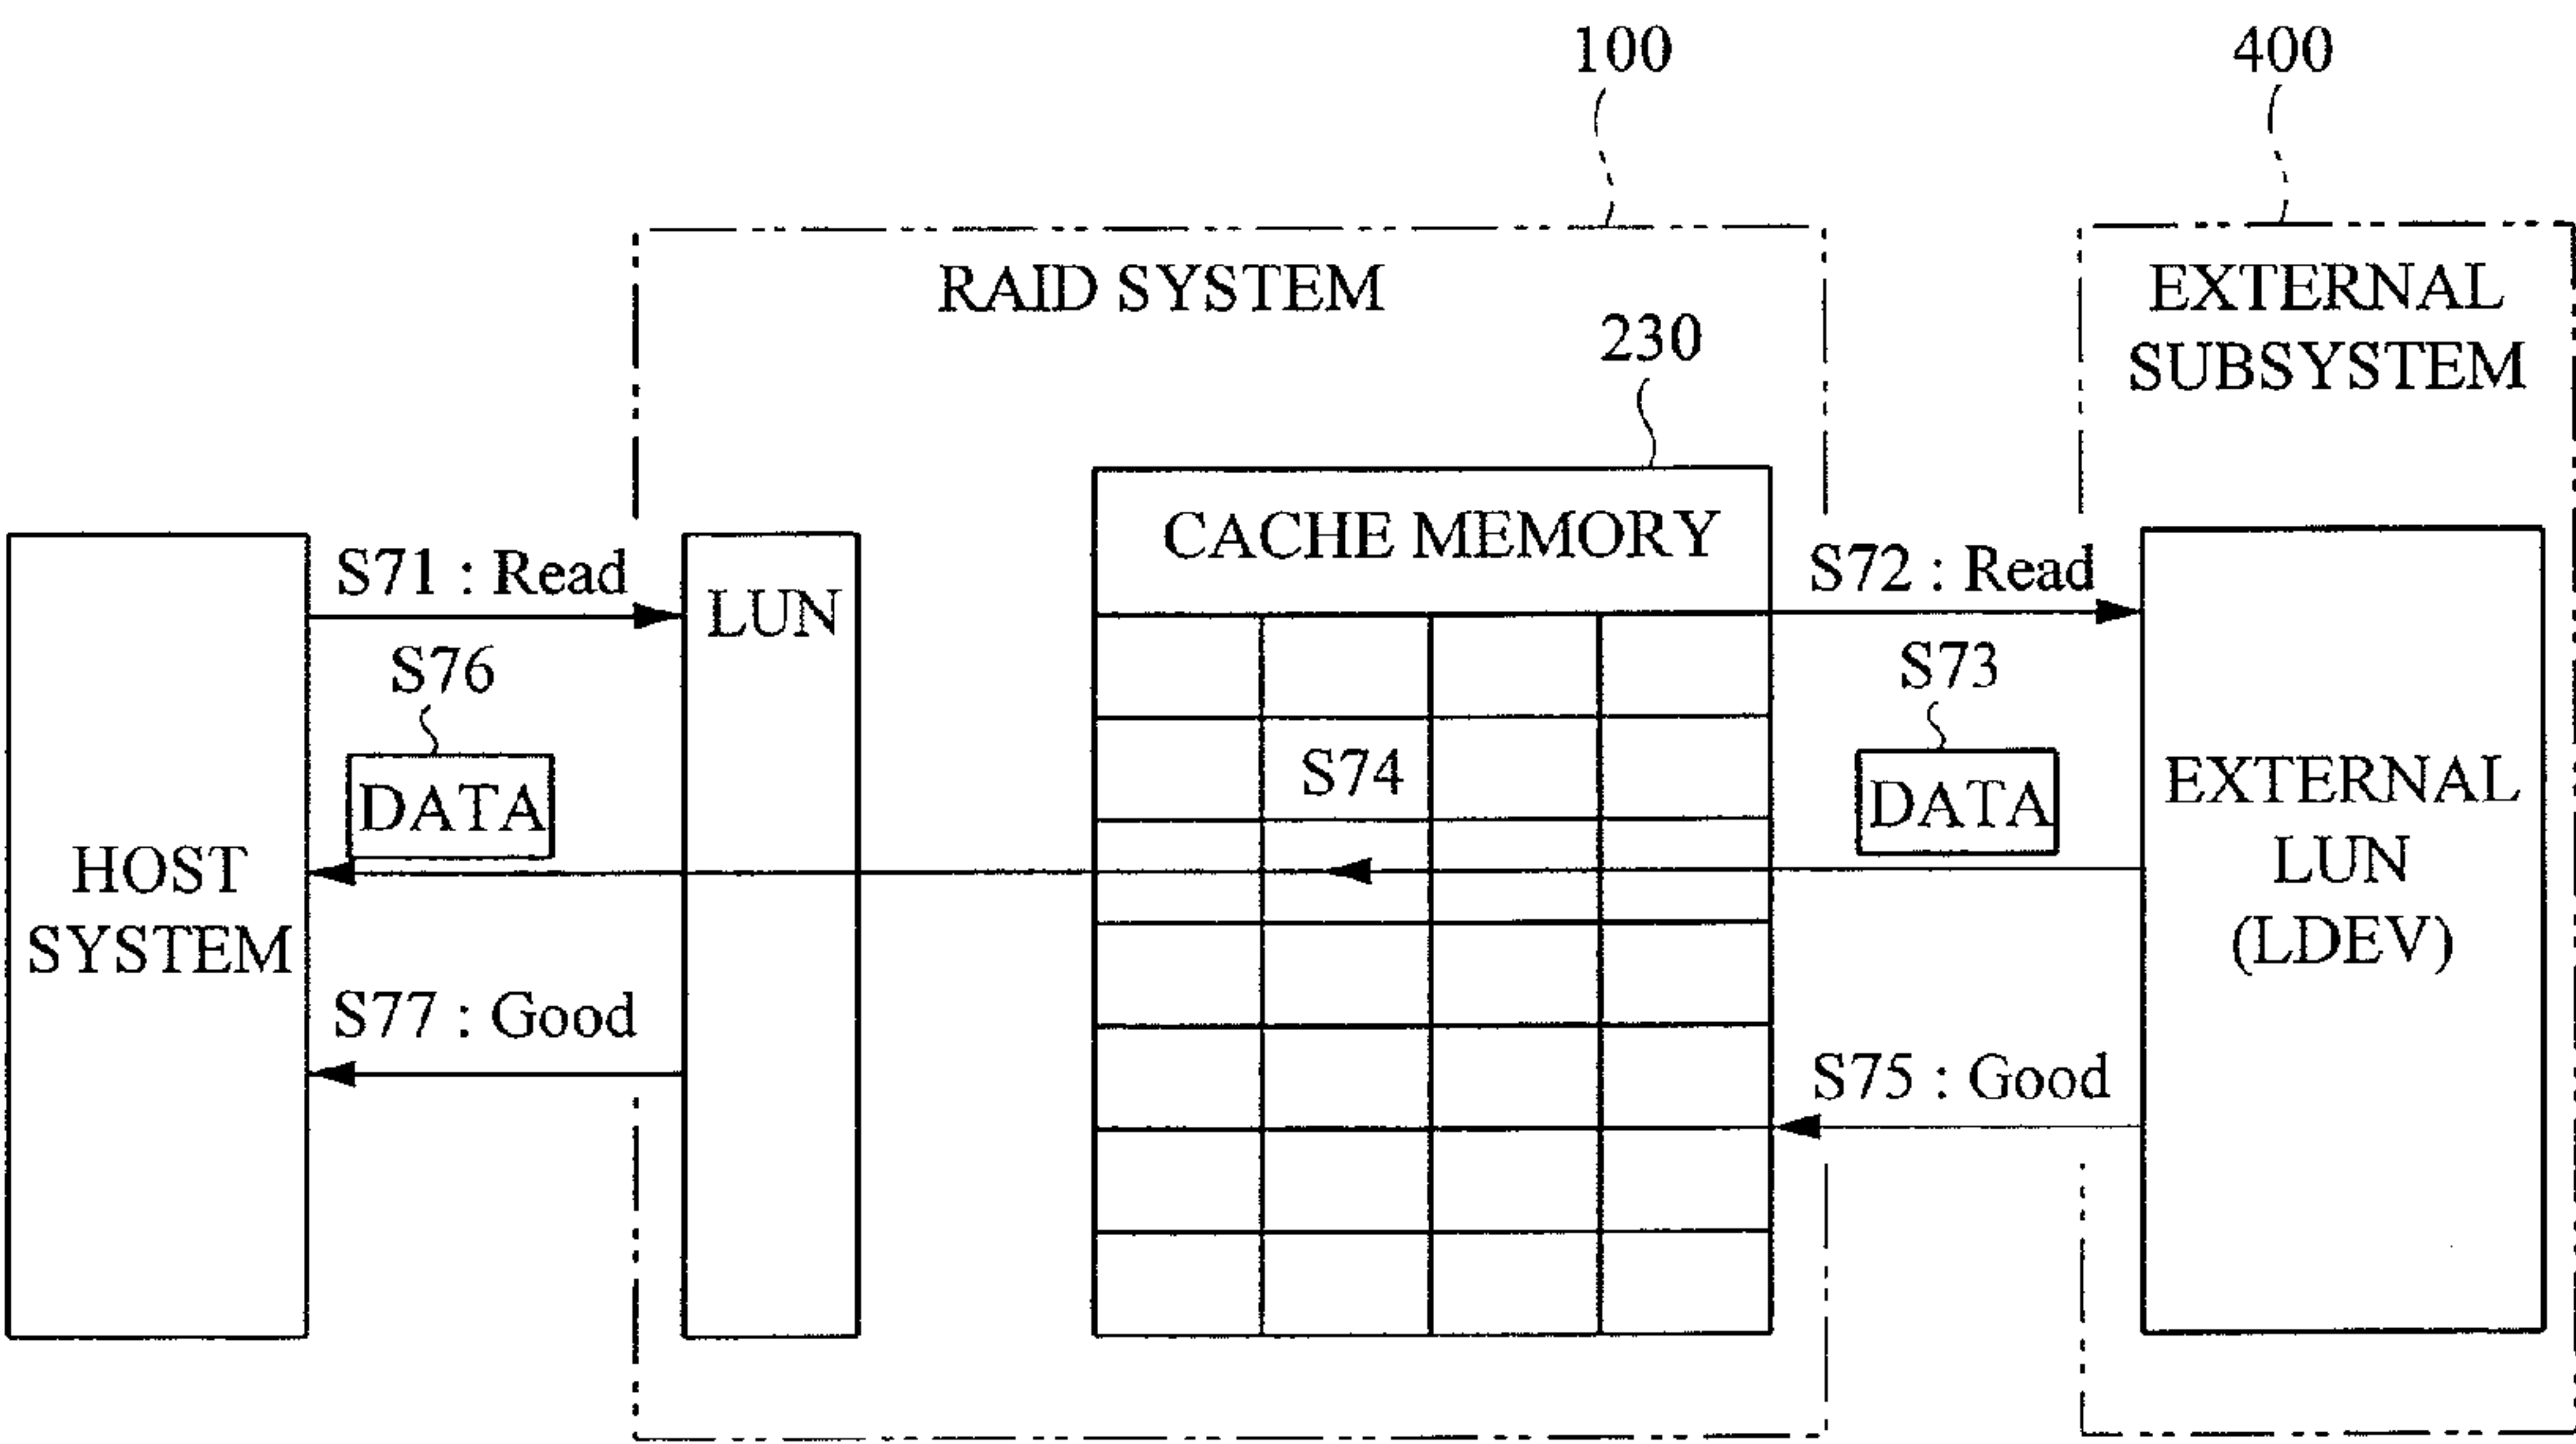 100
400
RAID SYSTEM
EXTERNAL
SUBSYSTEM
230
CACHE MEMORY
S71 : Read
LUN
S72 : Read
S76
S73
S74
DATA
DATA
HOST
SYSTEM
EXTERNAL
LUN
(LDEV)
S77 : Good
S75 : Good